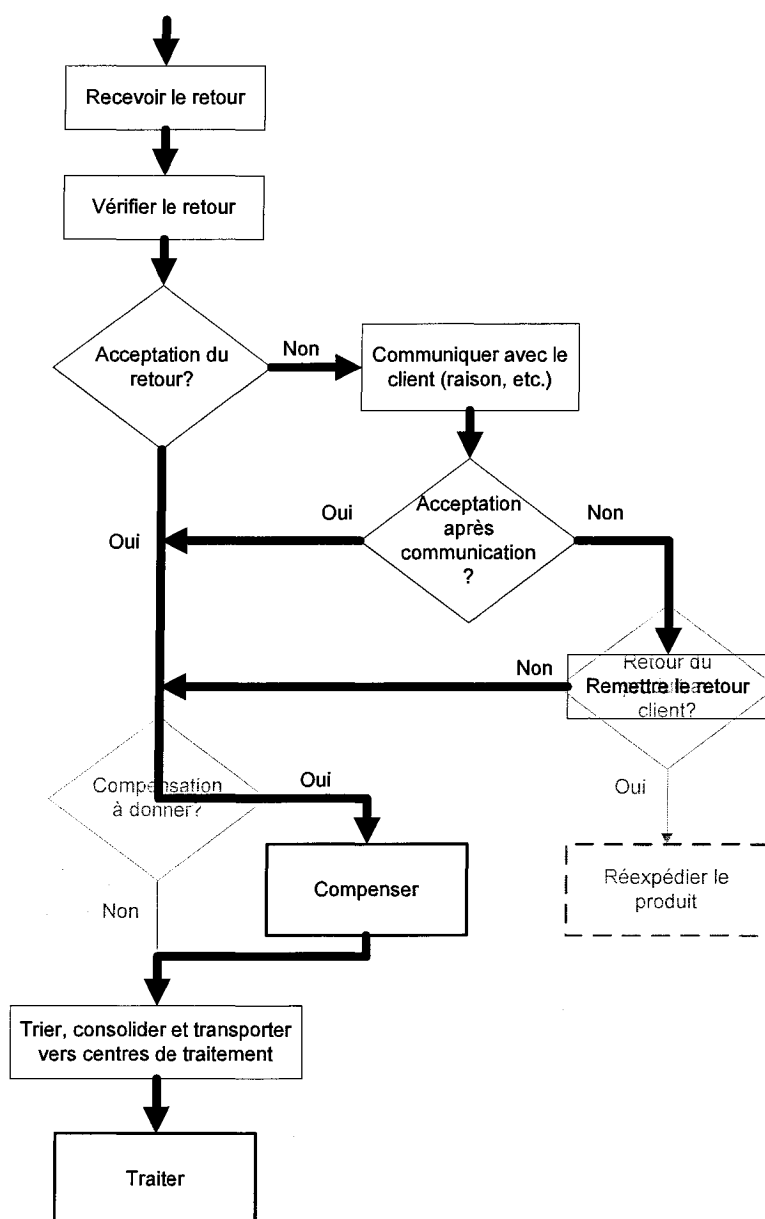 Recevoir le retour
Vérifier le retour
Acceptation du
retour?
Non
Communiquer avec le
client (raison, etc.)
Oui
Oui
Acceptation
après
communication
?
Non
Non
Retour du
Remettre le retour
client?
Compensation
à donner?
Oui
Oui
Non
Compenser
Réexpédier le
produit
Trier, consolider et transporter
vers centres de traitement
Traiter